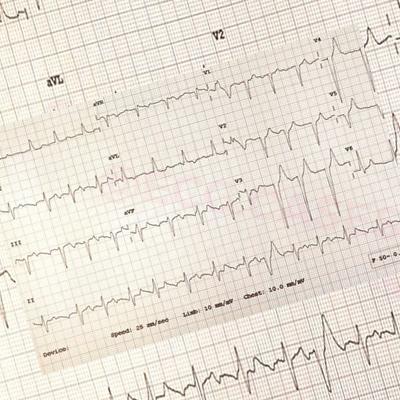 V2
aVL
V4
V1
aVR
V5
V2
aVL
V6
V3
aVF
III
II
Device:
Speed: 25 mm/sec
Limb: 10 mm/mV
Chest: 10.0 mm/mV
F 50~ 0.